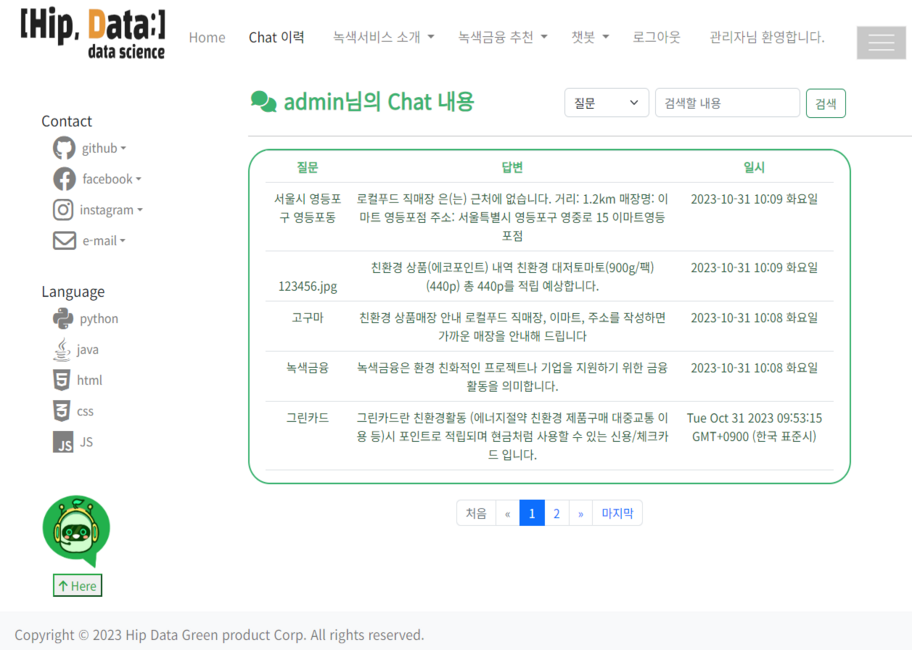 [Hip, Data:]
data science
Home
Chat 이력
녹색서비스 소개
녹색금융 추천
챗봇
로그아웃
관리자님 환영합니다.
admin님의 Chat 내용
질문
검색할 내용
검색
Contact
github
facebook
instagram
e-mail
Language
python
java
5 html
3 css
JS JS
↑ Here
질문 답변 일시
서울시 영등포
구 영등포동
로컬푸드 직매장 은(는) 근처에 없습니다. 거리: 1.2km 매장명: 이
마트 영등포점 주소: 서울특별시 영등포구 영중로 15 이마트영등
포점
2023-10-31 10:09 화요일
123456.jpg
친환경 상품(에코포인트) 내역 친환경 대저토마토(900g/팩)
(440p) 총 440p를 적립 예상합니다.
2023-10-31 10:09 화요일
고구마
친환경 상품매장 안내 로컬푸드 직매장, 이마트, 주소를 작성하면
가까운 매장을 안내해 드립니다
2023-10-31 10:08 화요일
녹색금융
녹색금융은 환경 친화적인 프로젝트나 기업을 지원하기 위한 금융
활동을 의미합니다.
2023-10-31 10:08 화요일
그린카드
그린카드란 친환경활동 (에너지절약 친환경 제품구매 대중교통 이
용 등)시 포인트로 적립되며 현금처럼 사용할 수 있는 신용/체크카
드 입니다.
Tue Oct 31 2023 09:53:15
GMT+0900 (한국 표준시)
처음 « 1 2 » 마지막
Copyright © 2023 Hip Data Green product Corp. All rights reserved.